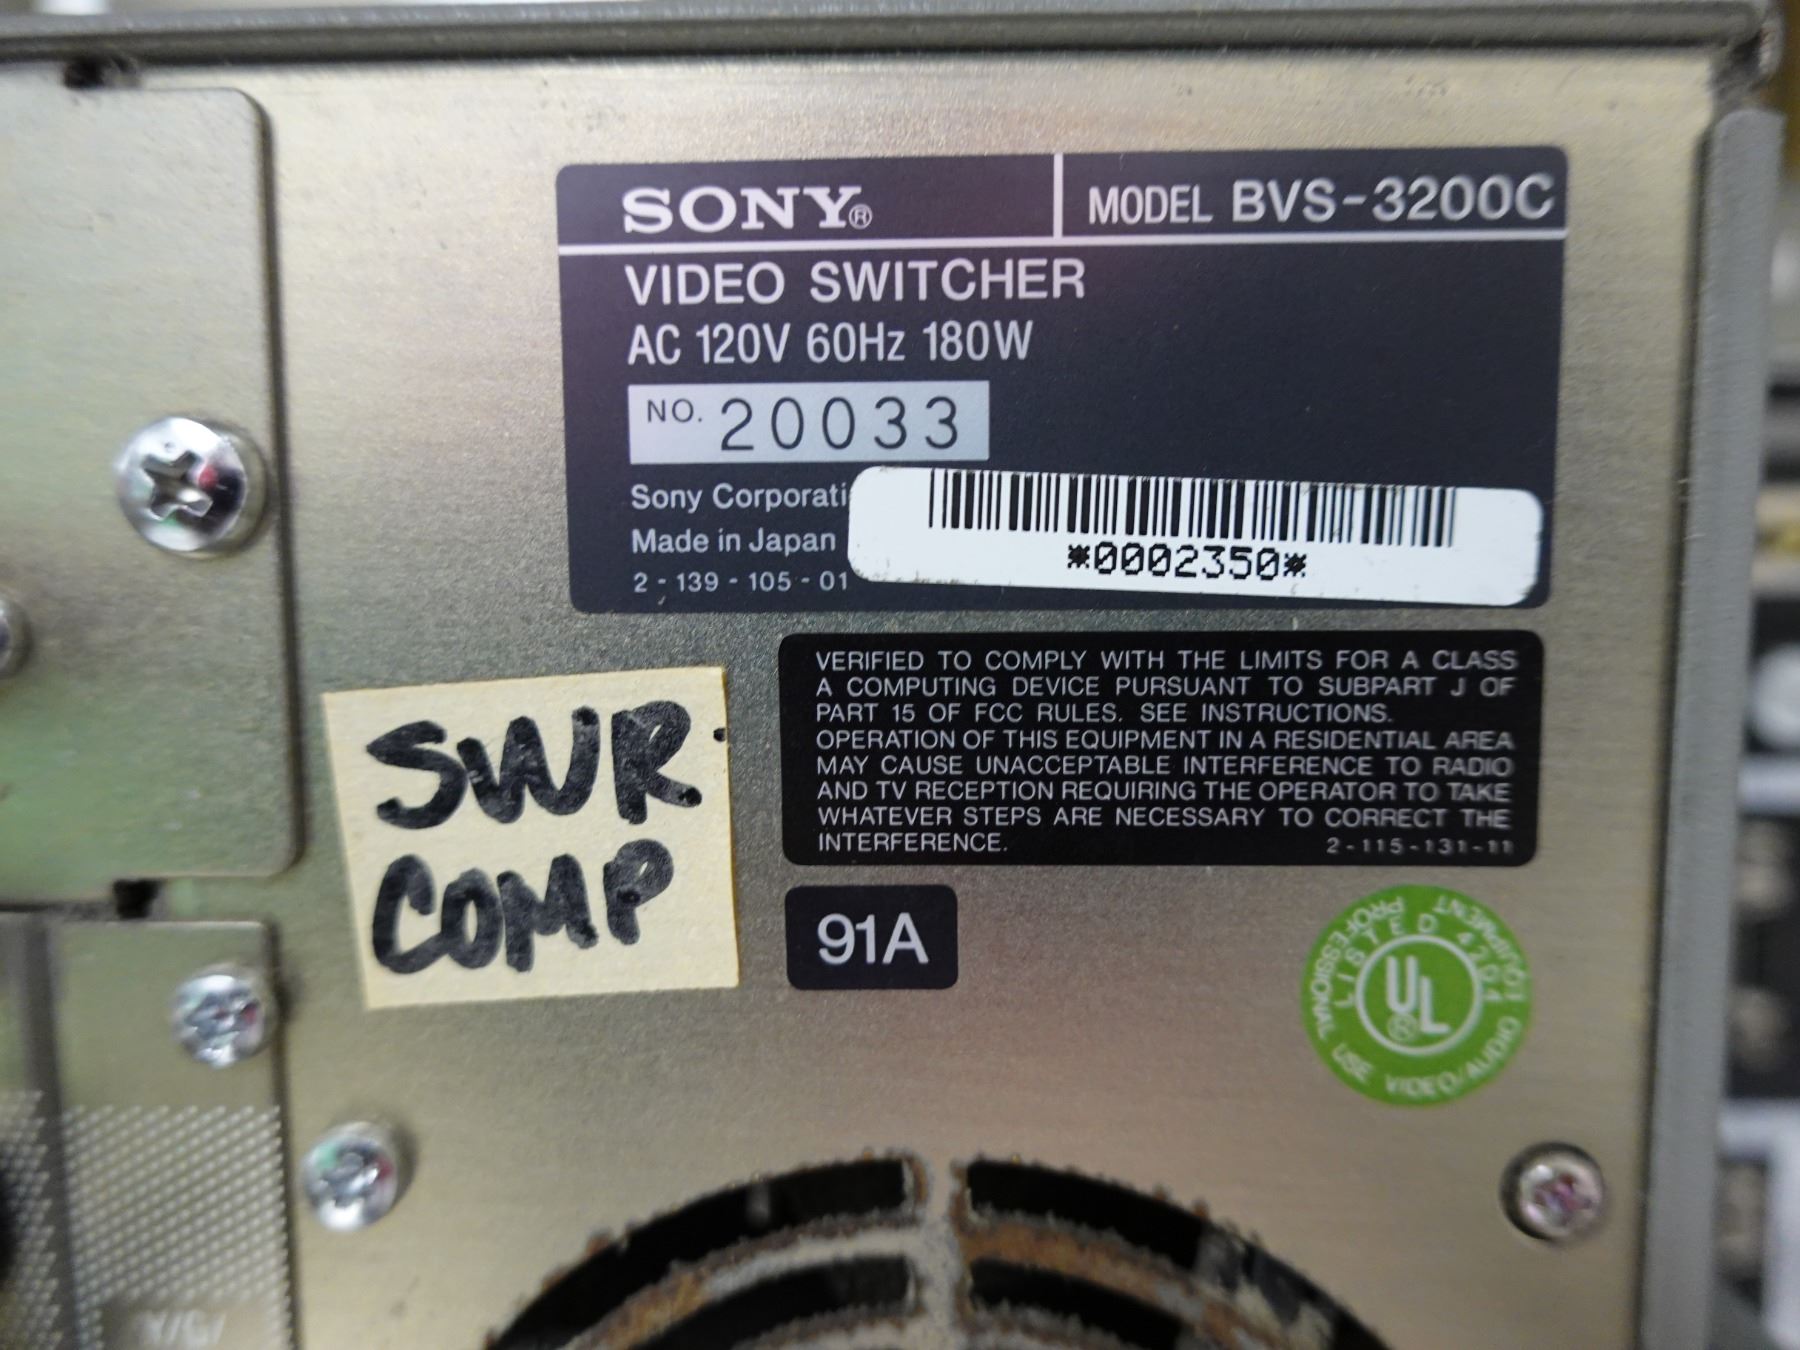 SONY®
MODEL BVS-3200C
VIDEO SWITCHER
AC 120V 60Hz 180W
NO. 20033
Sony Corporati
Made in Japan
2-139-105-01
*0002350*
VERIFIED TO COMPLY WITH THE LIMITS FOR A CLASS
A COMPUTING DEVICE PURSUANT TO SUBPART J OF
PART 15 OF FCC RULES. SEE INSTRUCTIONS.
OPERATION OF THIS EQUIPMENT IN A RESIDENTIAL AREA
MAY CAUSE UNACCEPTABLE INTERFERENCE TO RADIO
AND TV RECEPTION REQUIRING THE OPERATOR TO TAKE
WHATEVER STEPS ARE NECESSARY TO CORRECT THE
INTERFERENCE.
2-115-131-11
SWR
COMP
91A
LISTED 42D4
UL®
PROFESSIONAL USE VIDEO/AUDIO EQUIPMENT